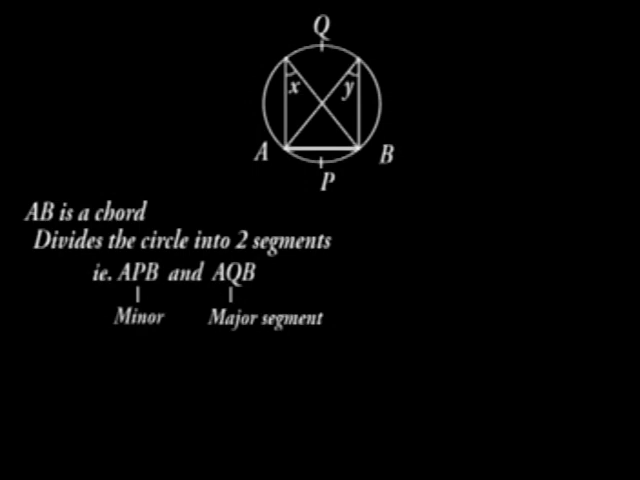 Q
x y
A B
P
AB is a chord
Divides the circle into 2 segments
ie. APB and AQB
Minor Major segment